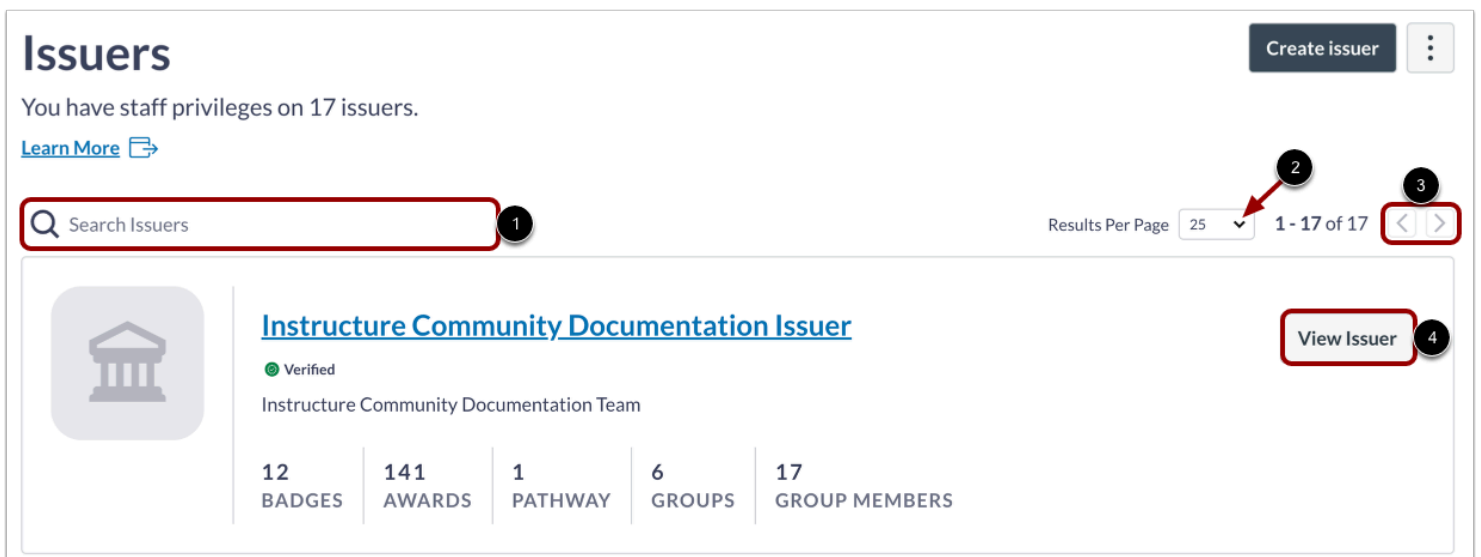 Issuers
Create issuer
You have staff privileges on 17 issuers.
Learn More
2
3
Search Issuers
1
Results Per Page 25 1 - 17 of 17
Instructure Community Documentation Issuer
View Issuer
4
Verified
Instructure Community Documentation Team
12 141 1 6 17
BADGES AWARDS PATHWAY GROUPS GROUP MEMBERS